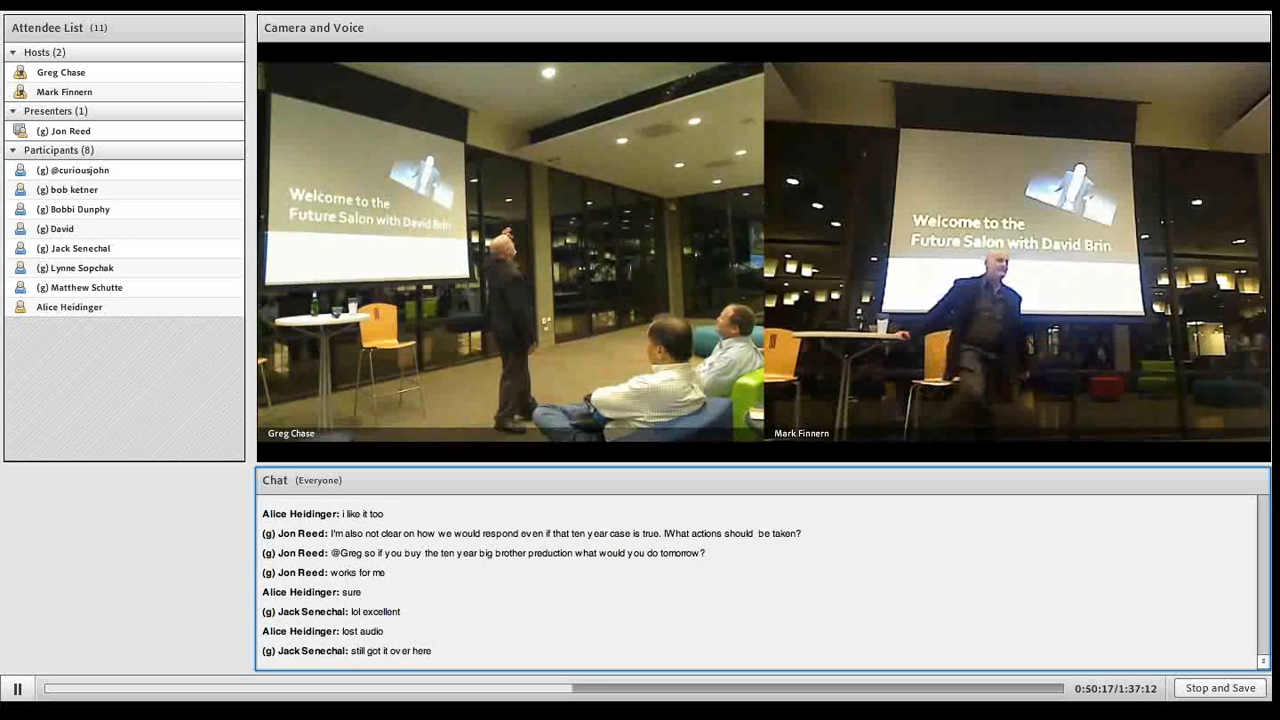 Attendee List (11)
Hosts (2)
Greg Chase
Mark Finnern
Presenters (1)
(g) Jon Reed
Participants (8)
(g) @curiousjohn
(g) bob ketner
(g) Bobbi Dunphy
(g) David
(g) Jack Senechal
(g) Lynne Sopchak
(g) Matthew Schutte
Alice Heidinger
Camera and Voice
Welcome to the
Future Salon with David Brin
Greg Chase
Welcome to the
Future Salon with David Brin
Mark Finnern
Chat (Everyone)
Alice Heidinger: i like it too
(g) Jon Reed: I'm also not clear on how we would respond even if that ten year case is true. IWhat actions should be taken?
(g) Jon Reed: @Greg so if you buy the ten year big brother preduction what would you do tomorrow?
(g) Jon Reed: works for me
Alice Heidinger: sure
(g) Jack Senechal: lol excellent
Alice Heidinger: lost audio
(g) Jack Senechal: still got it over here
0:50:17/1:37:12
Stop and Save